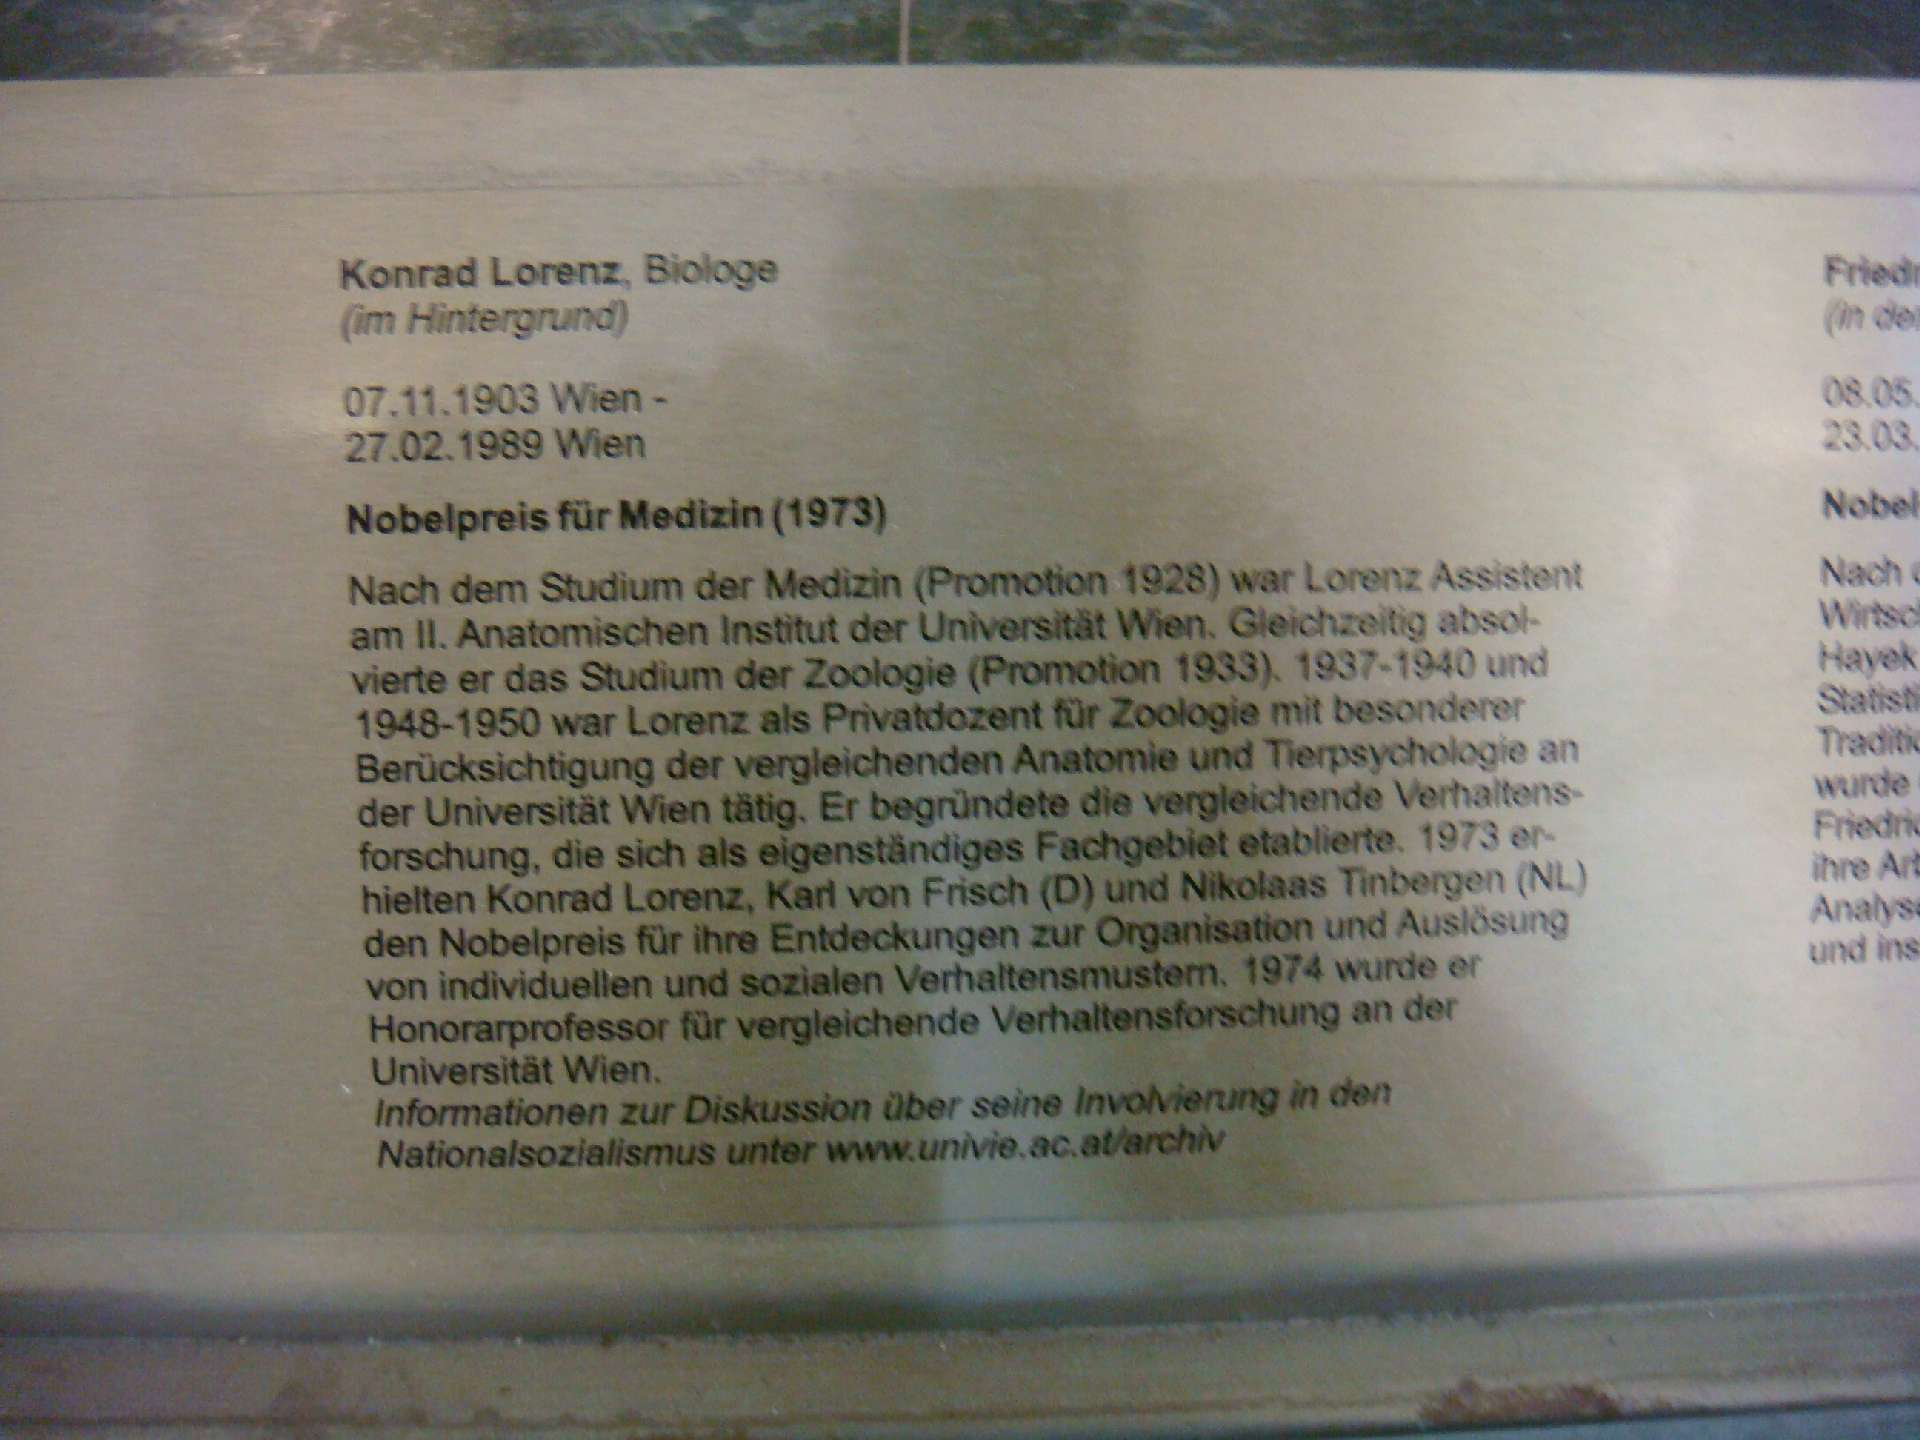 Konrad Lorenz, Biologe
(im Hintergrund)
07.11.1903 Wien -
27.02.1989 Wien
Nobelpreis für Medizin (1973)
Nach dem Studium der Medizin (Promotion 1928) war Lorenz Assistent
am II. Anatomischen Institut der Universität Wien. Gleichzeitig absol-
vierte er das Studium der Zoologie (Promotion 1933). 1937-1940 und
1948-1950 war Lorenz als Privatdozent für Zoologie mit besonderer
Berücksichtigung der vergleichenden Anatomie und Tierpsychologie an
der Universität Wien tätig. Er begründete die vergleichende Verhaltens-
forschung, die sich als eigenständiges Fachgebiet etablierte. 1973 er-
hielten Konrad Lorenz, Karl von Frisch (D) und Nikolaas Tinbergen (NL)
den Nobelpreis für ihre Entdeckungen zur Organisation und Auslösung
von individuellen und sozialen Verhaltensmustern. 1974 wurde er
Honorarprofessor für vergleichende Verhaltensforschung an der
Universität Wien.
Informationen zur Diskussion über seine Involvierung in den
Nationalsozialismus unter www.univie.ac.at/archiv
08.05.
23.03.
Nach
Hayek
wurde
ihre
und